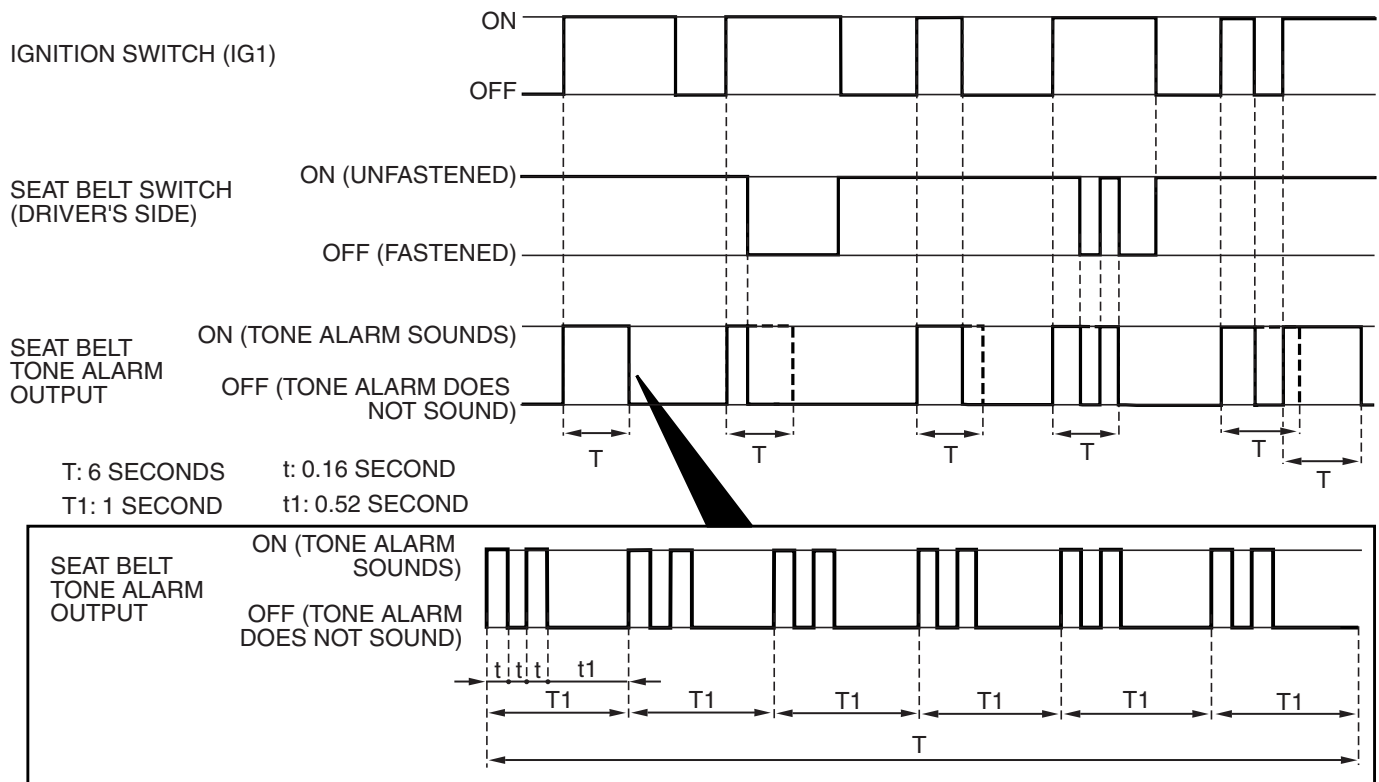 ON
IGNITION SWITCH (IG1)
OFF
ON (UNFASTENED)
SEAT BELT SWITCH
(DRIVER'S SIDE)
OFF (FASTENED)
ON (TONE ALARM SOUNDS)
SEAT BELT
TONE ALARM
OUTPUT
OFF (TONE ALARM DOES
NOT SOUND)
T T T T T
T
T: 6 SECONDS t: 0.16 SECOND
T1: 1 SECOND t1: 0.52 SECOND
SEAT BELT
TONE ALARM
OUTPUT
ON (TONE ALARM
SOUNDS)
OFF (TONE ALARM
DOES NOT SOUND)
t t t t1
T1 T1 T1 T1 T1 T1
T